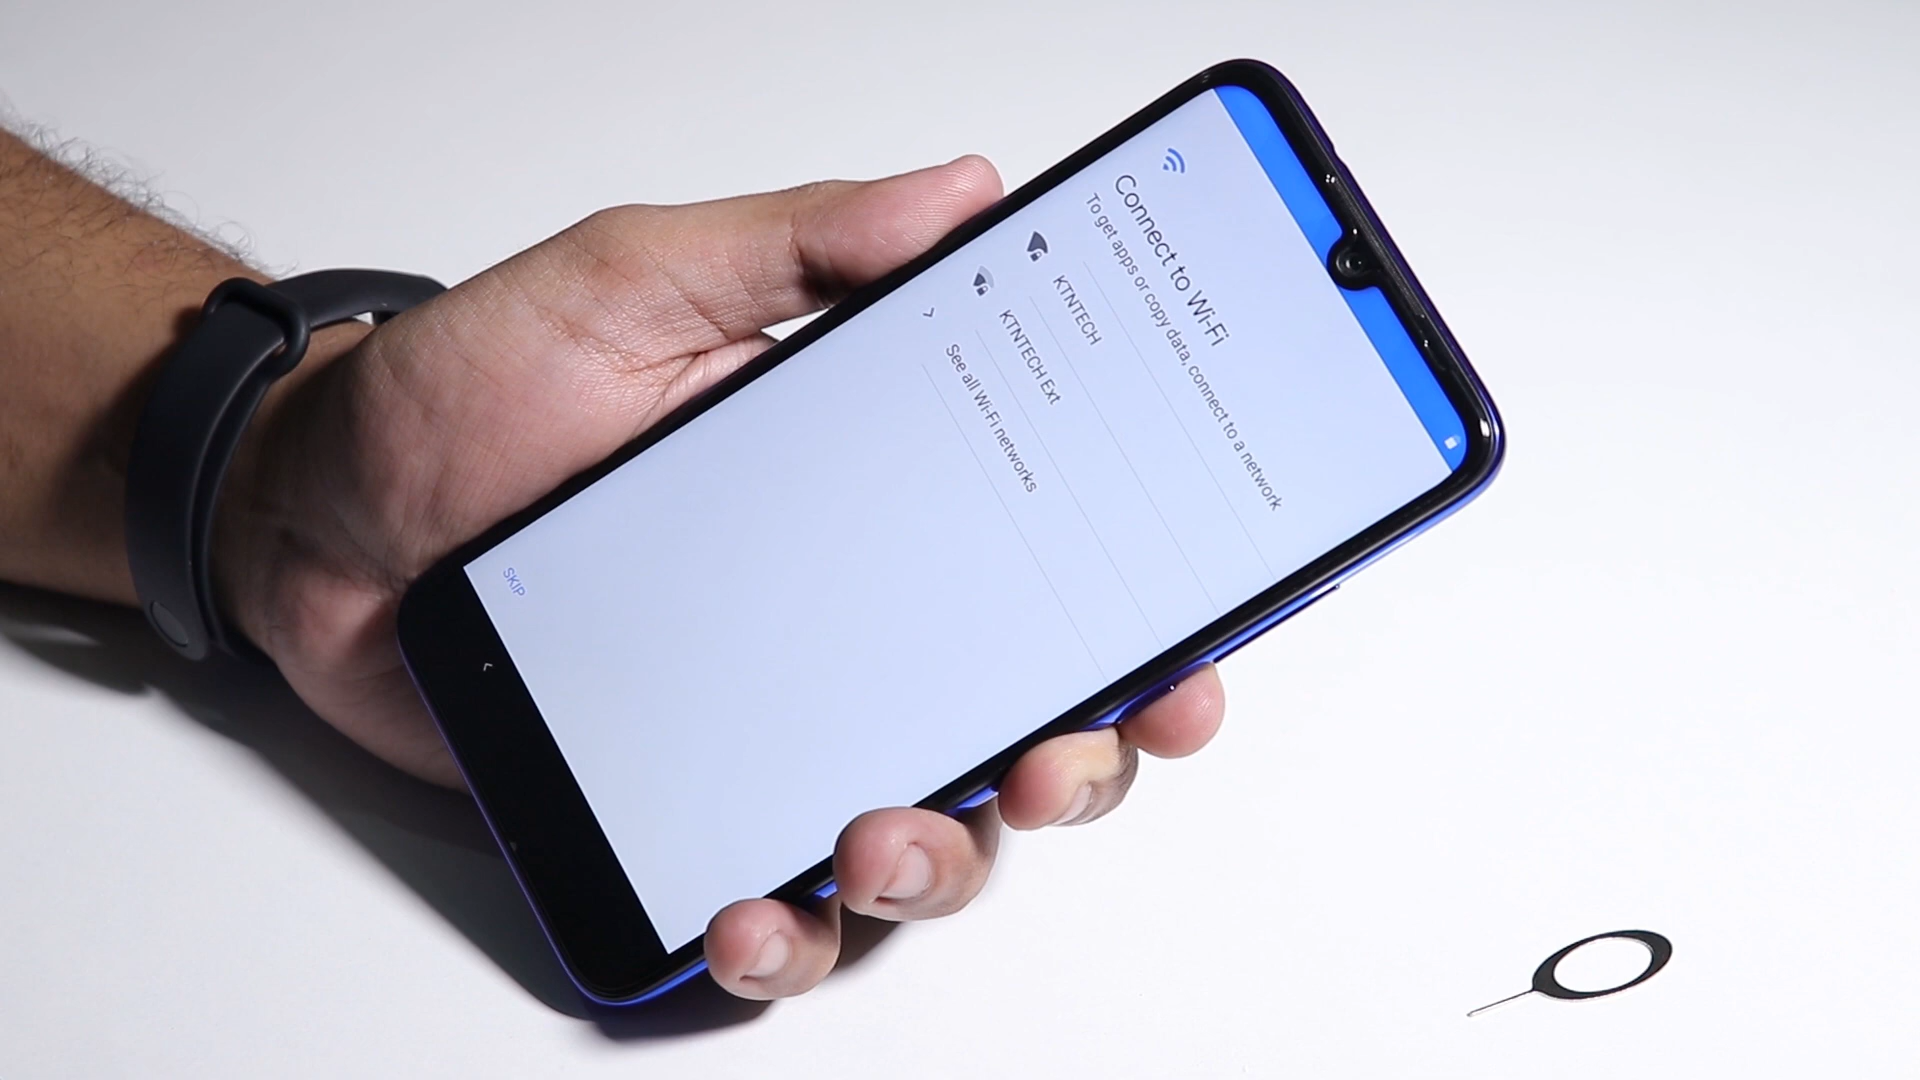 Connect to Wi-Fi
To get apps or copy data, connect to a network
KTNTECH
KTNTECH Ext
See all Wi-Fi networks
SKIP